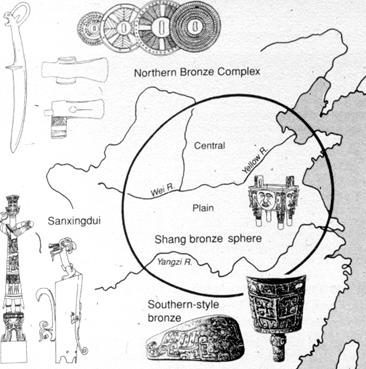 Northern Bronze Complex
Central
Yellow R.
Wei R.
Plain
Sanxingdui
Shang bronze sphere
Yangzi R.
Southern-style
bronze